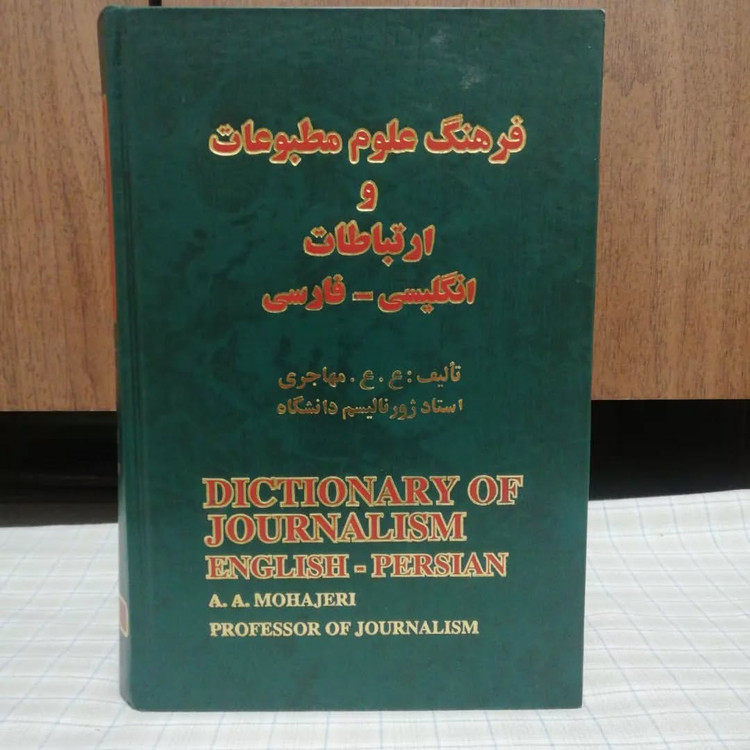 فرهنگ علوم مطبوعات
و
ارتباطات
انگلیسی - فارسی
تألیف : ع . ع . مهاجری
استاد ژورنالیسم دانشگاه
DICTIONARY OF
JOURNALISM
ENGLISH - PERSIAN
A. A. MOHAJERI
PROFESSOR OF JOURNALISM